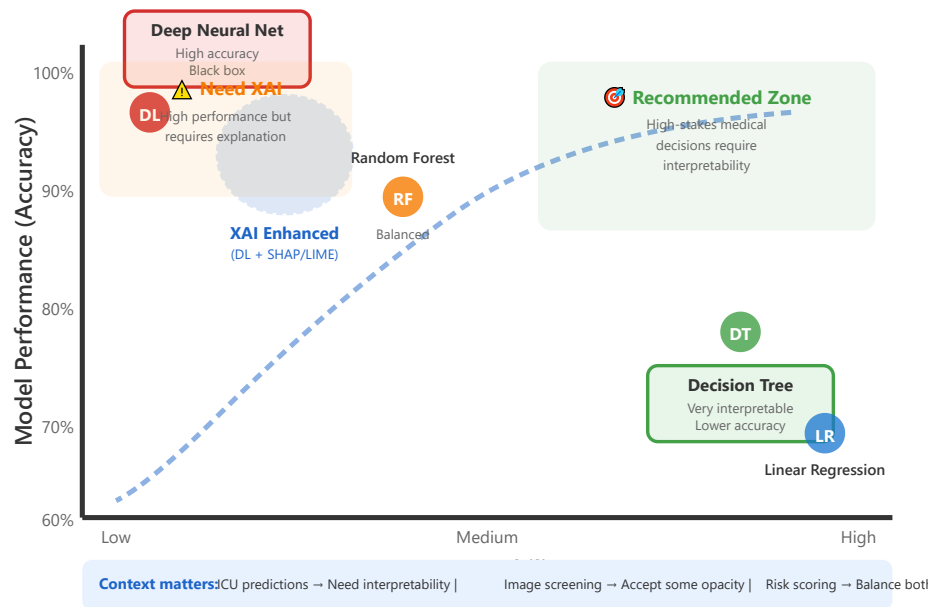 Deep Neural Net
High accuracy
Black box
⚠ Need XAI
High performance but
requires explanation
DL
🎯 Recommended Zone
High-stakes medical
decisions require
interpretability
Random Forest
RF
Balanced
XAI Enhanced
(DL + SHAP/LIME)
DT
Decision Tree
Very interpretable
Lower accuracy
LR
Linear Regression
Model Performance (Accuracy)
100%
90%
80%
70%
60%
Low Medium High
Context matters: ICU predictions → Need interpretability | Image screening → Accept some opacity | Risk scoring → Balance both